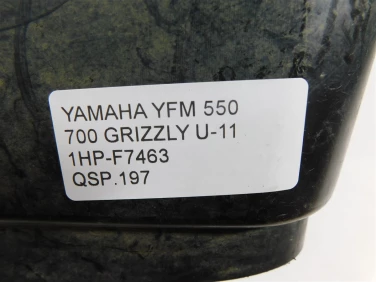 YAMAHA YFM 550
700 GRIZZLY U-11
1HP-F7463
QSP.197